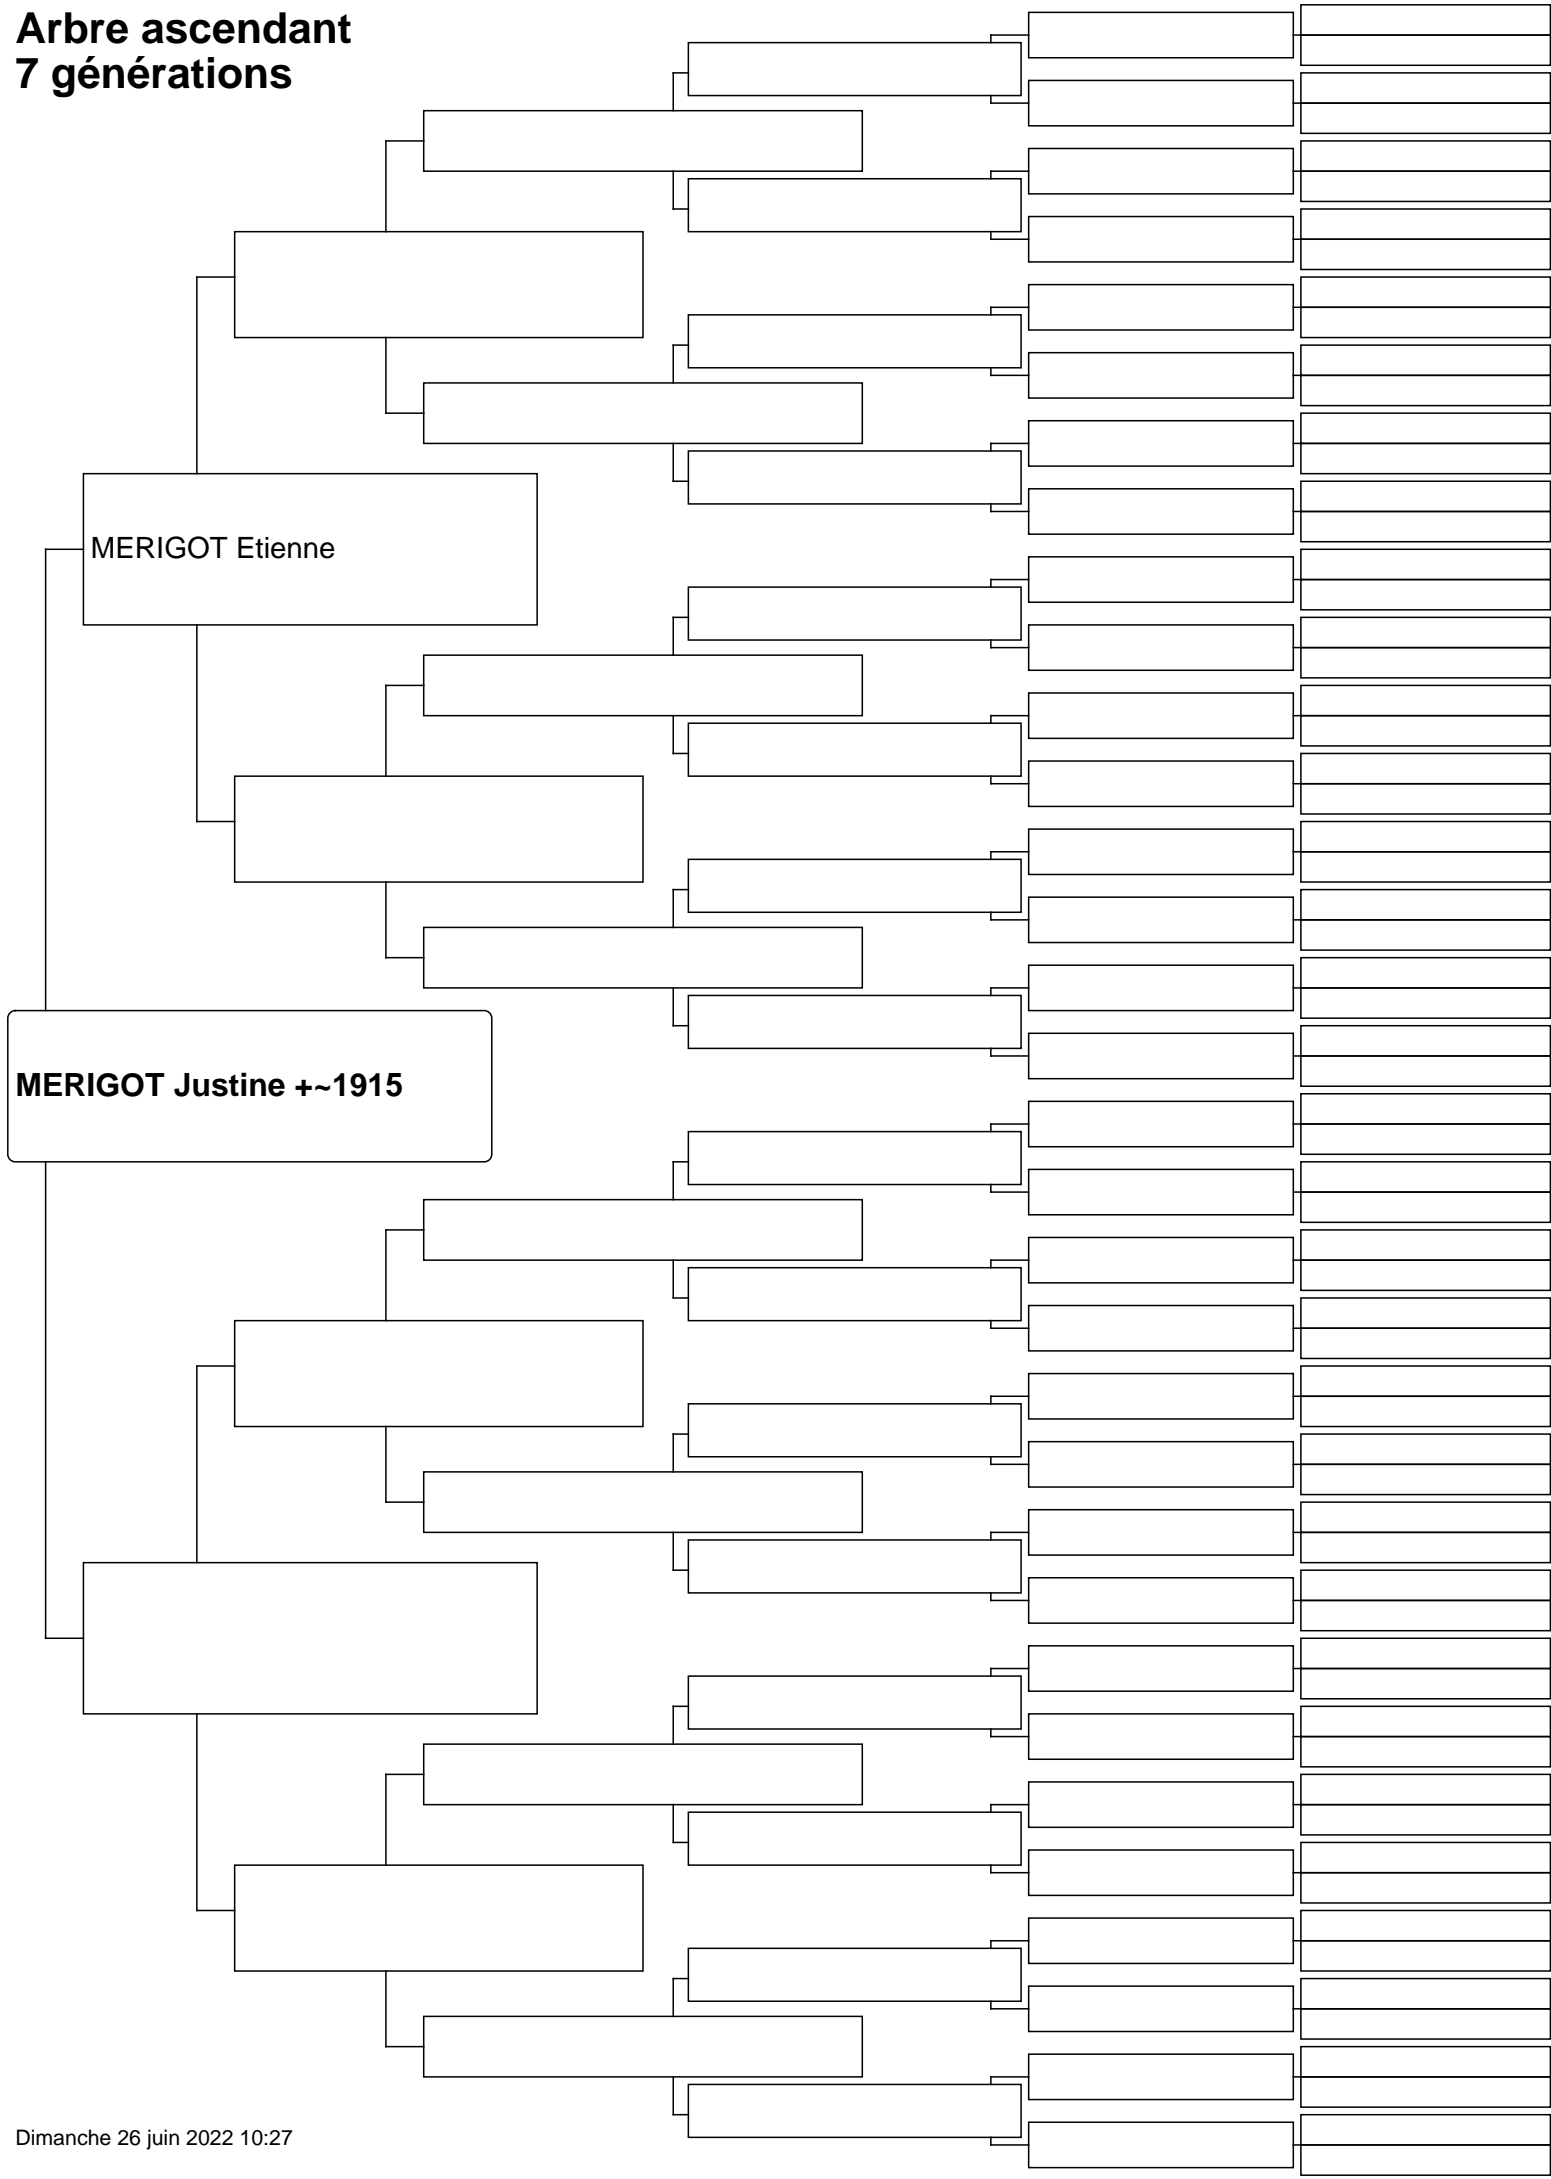 Arbre ascendant
7 générations
MERIGOT Etienne
MERIGOT Justine +~1915
Dimanche 26 juin 2022 10:27